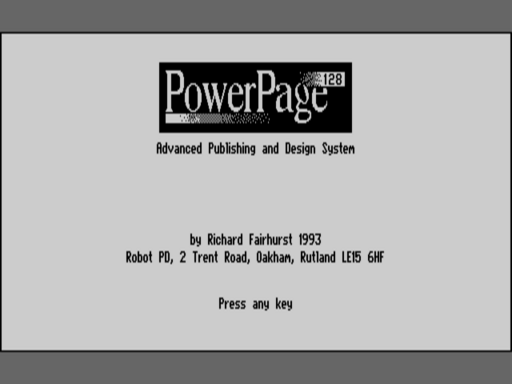 PowerPage 128
Advanced Publishing and Design System
by Richard Fairhurst 1993
Robot PD, 2 Trent Road, Oakham, Rutland LE15 6HF
Press any key